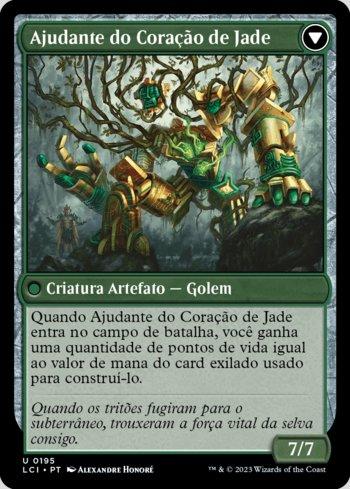 Ajudante do Coração de Jade
Criatura Artefato — Golem
Quando Ajudante do Coração de Jade
entra no campo de batalha, você ganha
uma quantidade de pontos de vida igual
ao valor de mana do card exilado usado
para construí-lo.
Quando os tritões fugiram para o
subterrâneo, trouxeram a força vital da selva
consigo.
7/7
U 0195
LCI • PT Alexandre Honoré
™ & © 2023 Wizards of the Coast